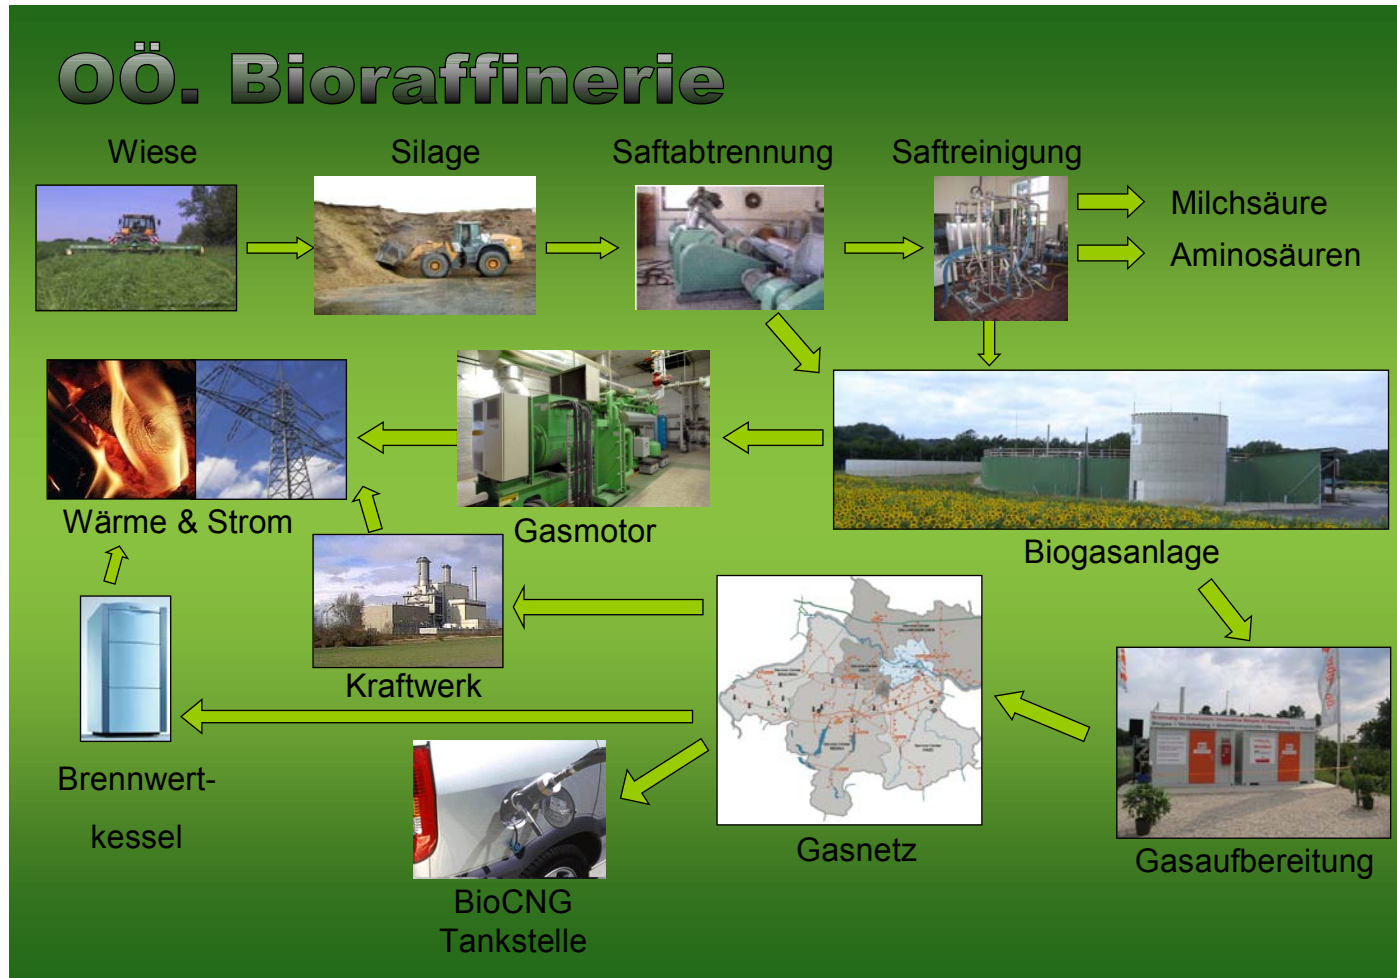 OÖ. Bioraffinerie
Wiese
Silage
Saftabtrennung
Saftreinigung
Milchsäure
Aminosäuren
Wärme & Strom
Gasmotor
Biogasanlage
Kraftwerk
Brennwert-
kessel
BioCNG
Tankstelle
Gasnetz
Gasaufbereitung